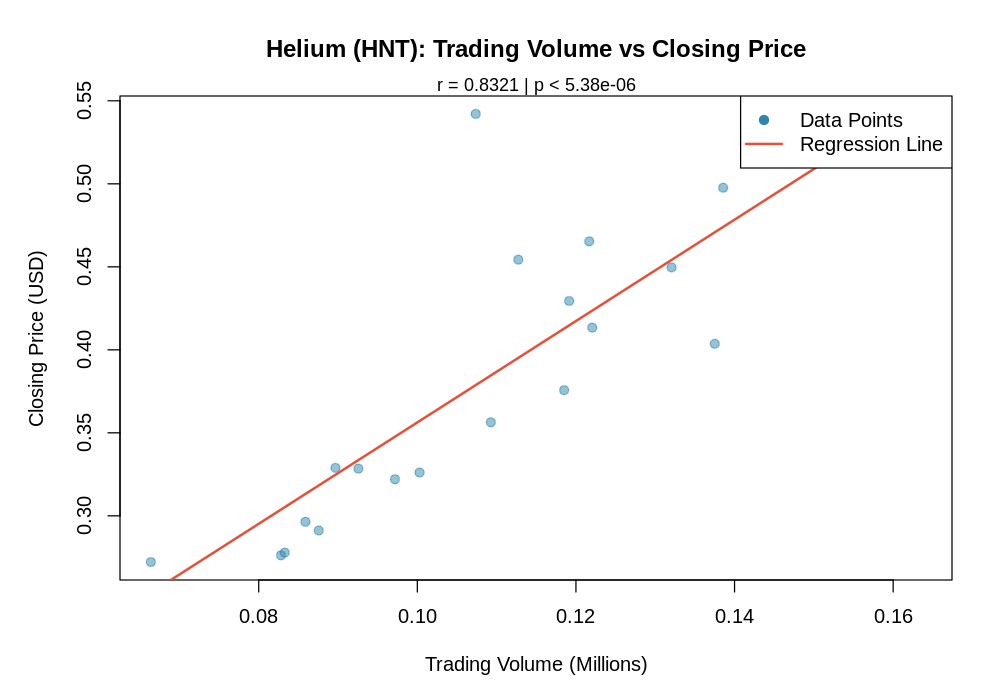 Helium (HNT): Trading Volume vs Closing Price
r = 0.8321 | p < 5.38e-06
Data Points
Regression Line
Closing Price (USD)
0.55
0.50
0.45
0.40
0.35
0.30
0.08 0.10 0.12 0.14 0.16
Trading Volume (Millions)